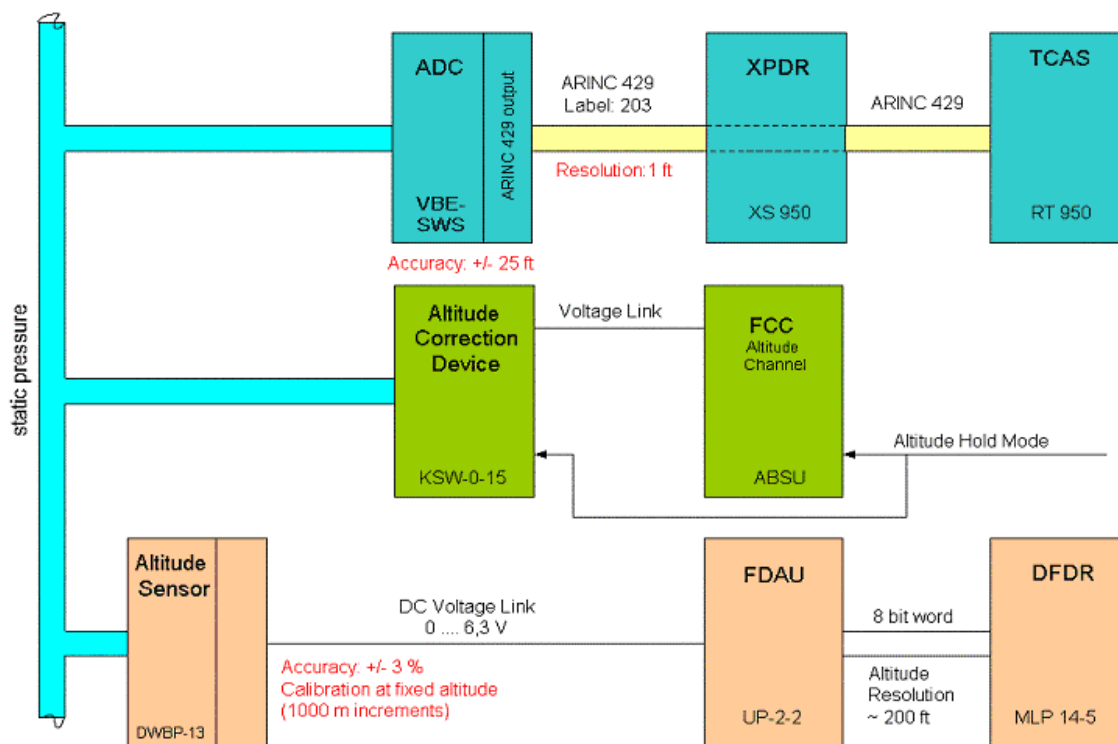 static pressure
ADC
VBE-
SWS
ARINC 429 output
ARINC 429
Label: 203
Resolution: 1 ft
XPDR
XS 950
ARINC 429
TCAS
RT 950
Accuracy: +/- 25 ft
Altitude
Correction
Device
KSW-0-15
Voltage Link
FCC
Altitude
Channel
ABSU
Altitude Hold Mode
Altitude
Sensor
DWBP-13
DC Voltage Link
0 .... 6,3 V
Accuracy: +/- 3 %
Calibration at fixed altitude
(1000 m increments)
FDAU
UP-2-2
8 bit word
Altitude
Resolution
~ 200 ft
DFDR
MLP 14-5